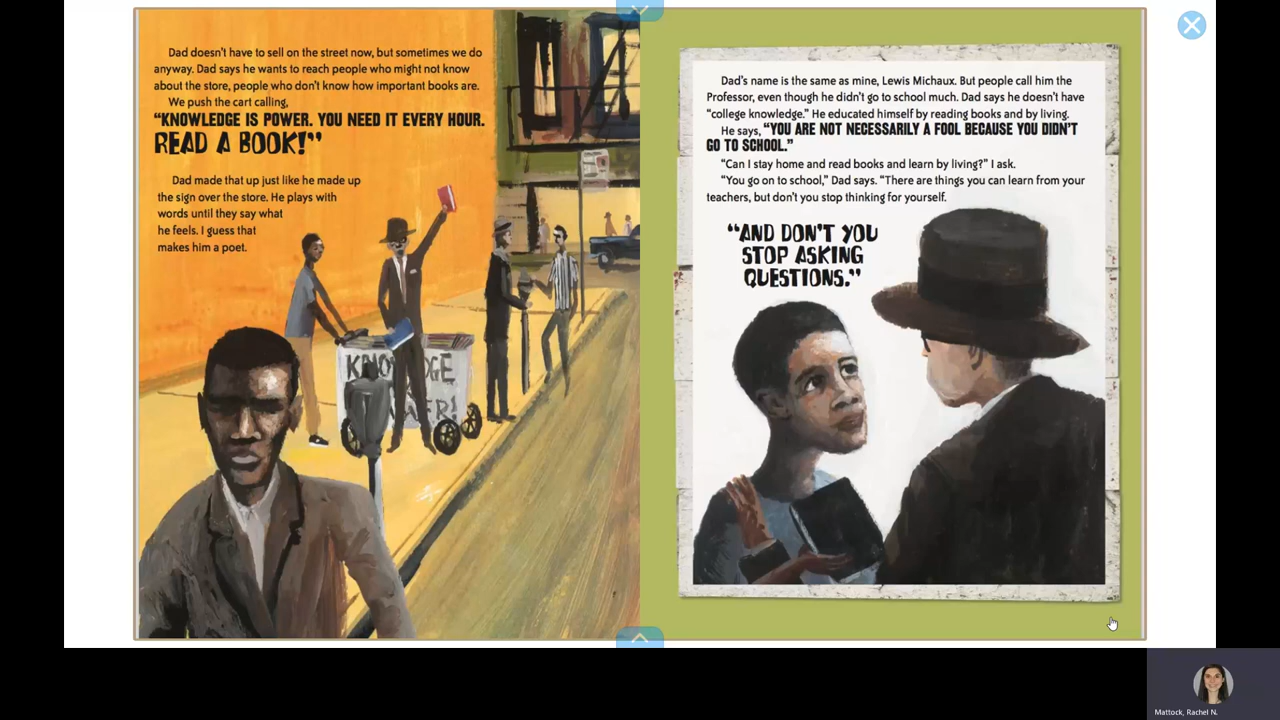 Dad doesn't have to sell on the street now, but sometimes we do
anyway. Dad says he wants to reach people who might not know
about the store, people who don't know how important books are.
We push the cart calling,
“KNOWLEDGE IS POWER. YOU NEED IT EVERY HOUR.
READ A BOOK!”
Dad made that up just like he made up
the sign over the store. He plays with
words until they say what
he feels. I guess that
makes him a poet.
Dad's name is the same as mine, Lewis Michaux. But people call him the
Professor, even though he didn't go to school much. Dad says he doesn't have
“college knowledge.” He educated himself by reading books and by living.
He says, “YOU ARE NOT NECESSARILY A FOOL BECAUSE YOU DIDN'T
GO TO SCHOOL.”
“Can I stay home and read books and learn by living?” I ask.
“You go on to school,” Dad says. “There are things you can learn from your
teachers, but don't you stop thinking for yourself.
“AND DON'T YOU
STOP ASKING
QUESTIONS.”
Mattock, Rachel N.